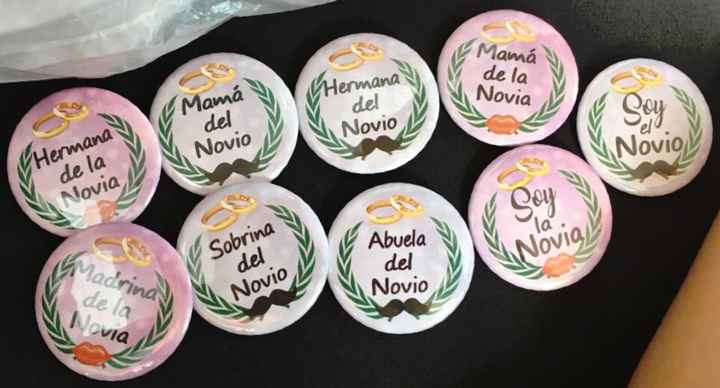 Hermana
de la
Novia
Mamá
del
Novio
Hermana
del
Novio
Mamá
de la
Novia
Soy
el
Novio
Madrina
de la
Novia
Sobrina
del
Novio
Abuela
del
Novio
Soy
la
Novia